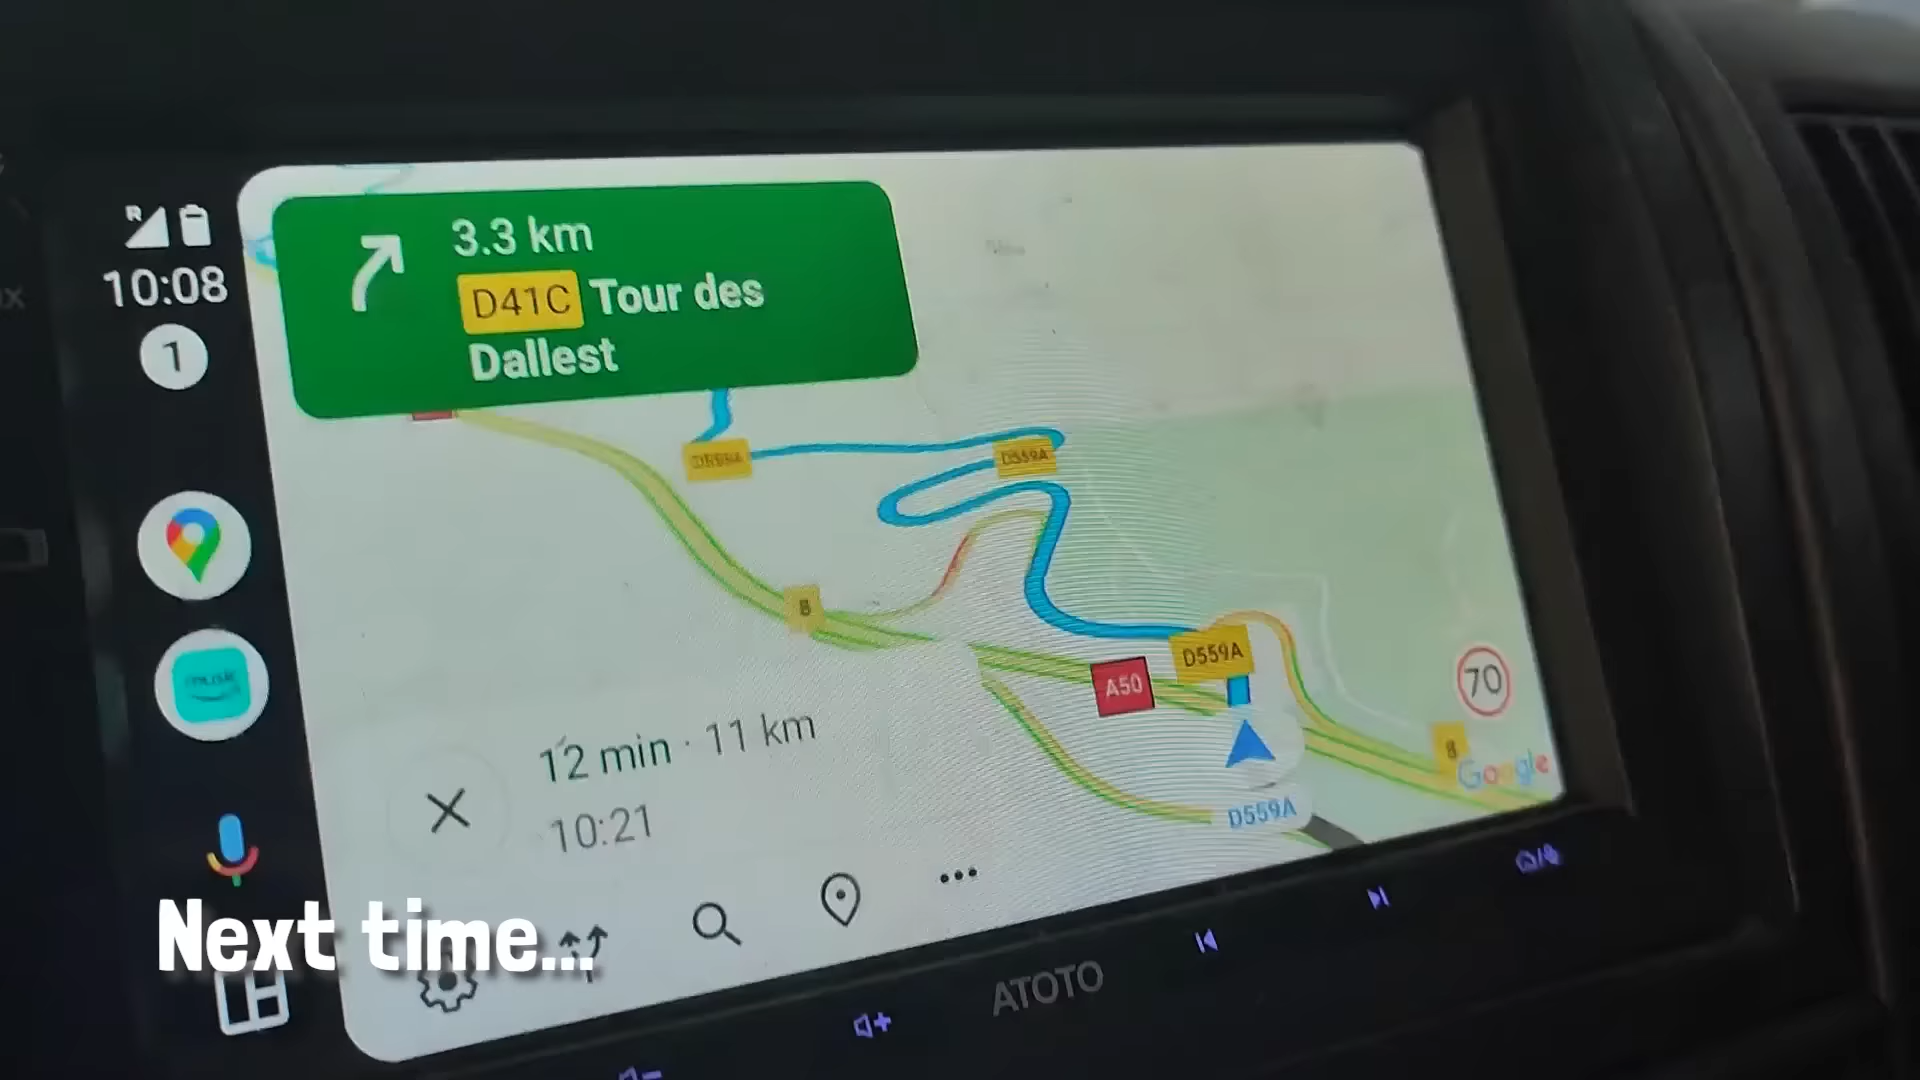 R
10:08
1
3.3 km
D41C Tour des
Dallest
D559A
D559A
8
A50
D559A
70
8
Google
D559A
12 min · 11 km
10:21
music
Next time...
ATOTO